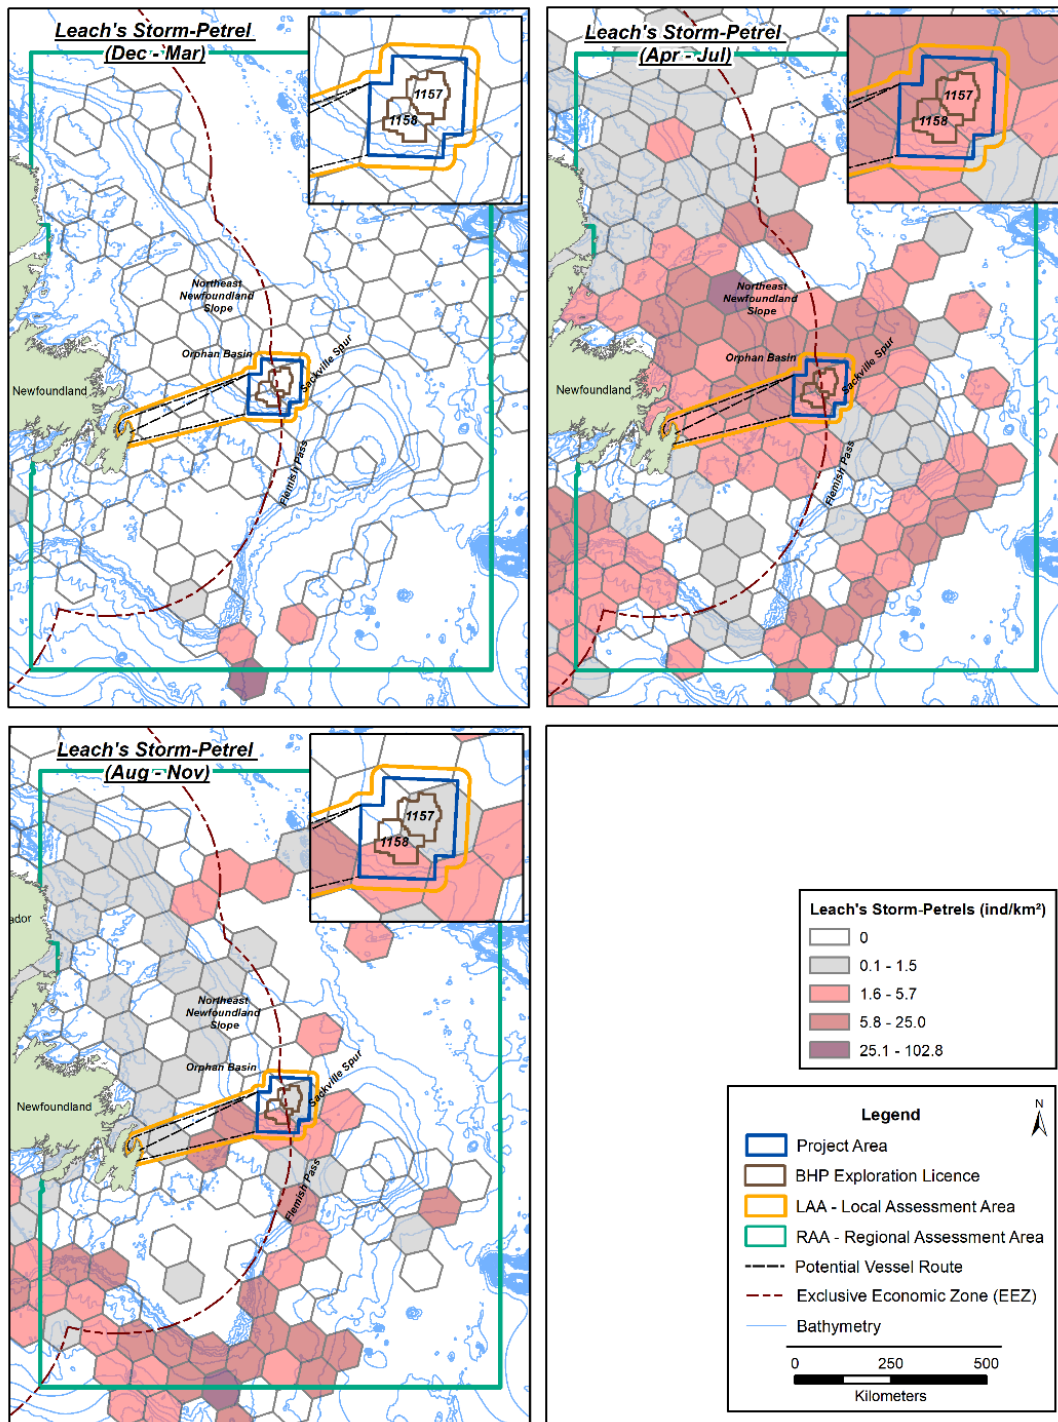 Leach's Storm-Petrel
(Dec - Mar)
1157
1158
Northeast
Newfoundland
Slope
Orphan Basin
Sackville Spur
Newfoundland
Flemish Pass
Leach's Storm-Petrel
(Apr - Jul)
1157
1158
Northeast
Newfoundland
Slope
Orphan Basin
Sackville Spur
Newfoundland
Flemish Pass
Leach's Storm-Petrel
(Aug - Nov)
1157
1158
ador
Northeast
Newfoundland
Slope
Orphan Basin
Sackville Spur
Newfoundland
Flemish Pass
Leach's Storm-Petrels (ind/km²)
0
0.1 - 1.5
1.6 - 5.7
5.8 - 25.0
25.1 - 102.8
Legend
N
Project Area
BHP Exploration Licence
LAA - Local Assessment Area
RAA - Regional Assessment Area
Potential Vessel Route
Exclusive Economic Zone (EEZ)
Bathymetry
0 250 500
Kilometers